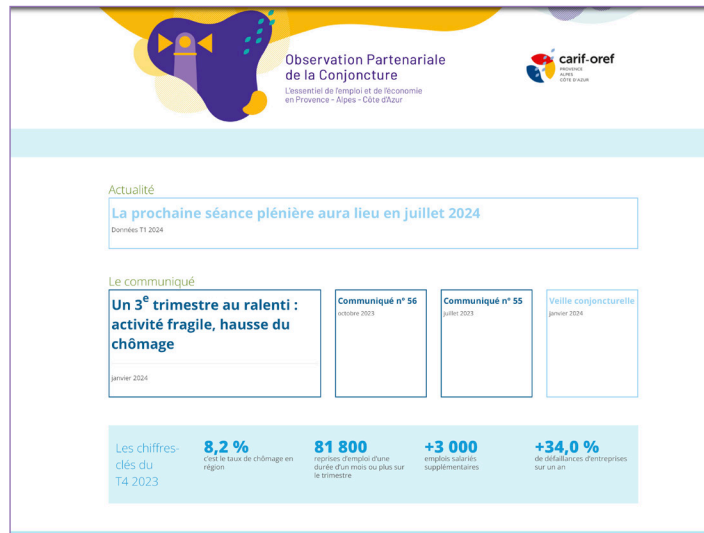 Observation Partenariale
de la Conjoncture
L'essentiel de l'emploi et de l'économie
en Provence - Alpes - Côte d'Azur
carif-oref
PROVENCE
ALPES
CÔTE D'AZUR
Actualité
La prochaine séance plénière aura lieu en juillet 2024
Données T1 2024
Le communiqué
Un 3e trimestre au ralenti :
activité fragile, hausse du
chômage
janvier 2024
Communiqué n° 56
octobre 2023
Communiqué n° 55
juillet 2023
Veille conjoncturelle
janvier 2024
Les chiffres-
clés du
T4 2023
8,2 %
c'est le taux de chômage en
région
81 800
reprises d'emploi d'une
durée d'un mois ou plus sur
le trimestre
+3 000
emplois salariés
supplémentaires
+34,0 %
de défaillances d'entreprises
sur un an